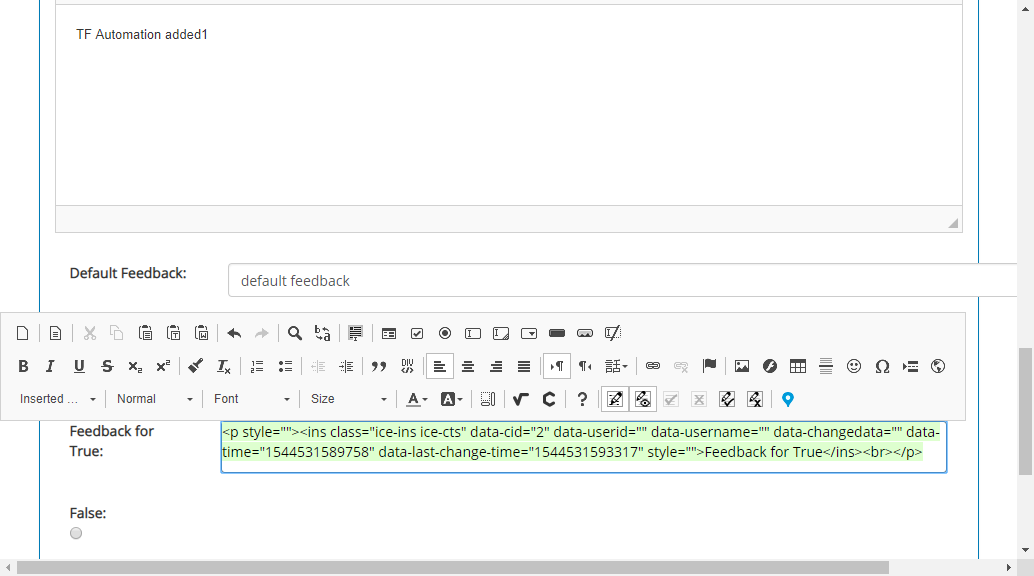 TF Automation added1
Default Feedback:
default feedback
Inserted ...
Normal
Font
Size
Feedback for
True:
<p style=""><ins class="ice-ins ice-cts" data-cid="2" data-userid="" data-username="" data-changedata="" data-
time="1544531589758" data-last-change-time="1544531593317" style="">Feedback for True</ins><br></p>
False: